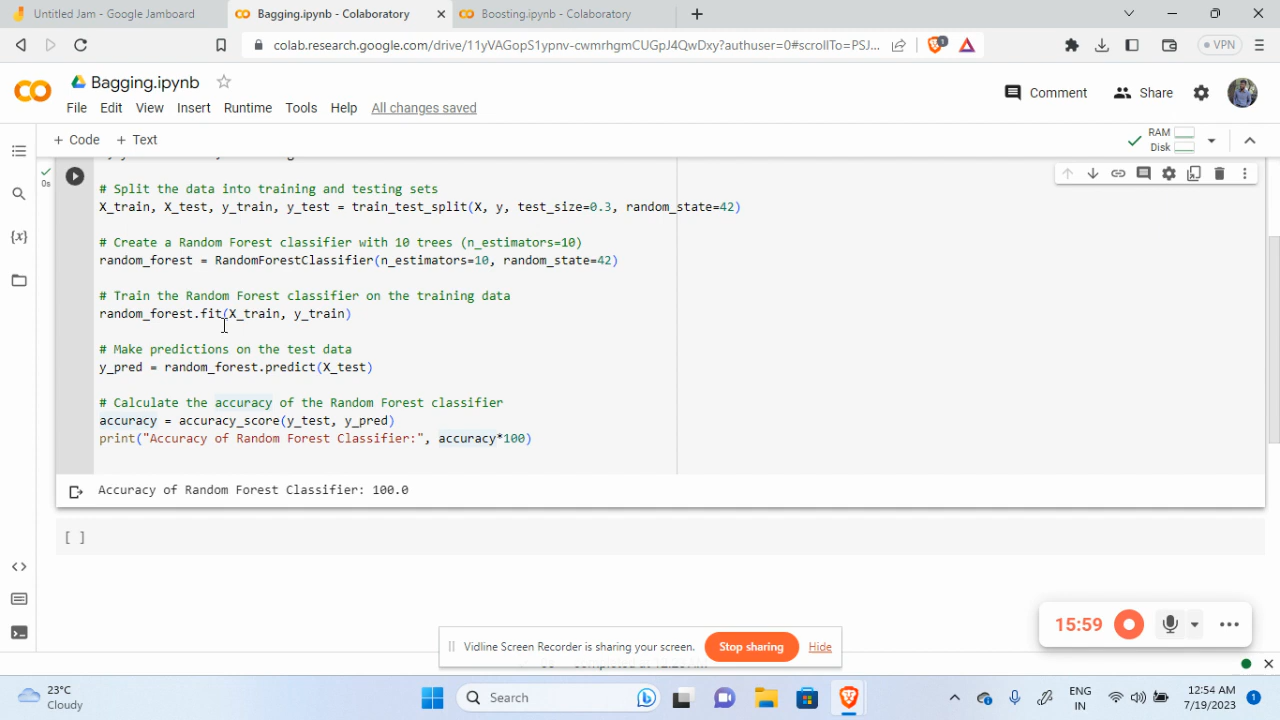 Untitled Jam - Google Jamboard
Bagging.ipynb - Colaboratory
Boosting.ipynb - Colaboratory
colab.research.google.com/drive/11yVAGopS1ypnv-cwmrhgmCUGpJ4QwDxy?authuser=0#scrollTo=PSJ...
1
VPN
CO
Bagging.ipynb
File Edit View Insert Runtime Tools Help All changes saved
Comment
Share
+ Code + Text
RAM
Disk
0s
# Split the data into training and testing sets
X_train, X_test, y_train, y_test = train_test_split(X, y, test_size=0.3, random_state=42)
# Create a Random Forest classifier with 10 trees (n_estimators=10)
random_forest = RandomForestClassifier(n_estimators=10, random_state=42)
# Train the Random Forest classifier on the training data
random_forest.fit(X_train, y_train)
# Make predictions on the test data
y_pred = random_forest.predict(X_test)
# Calculate the accuracy of the Random Forest classifier
accuracy = accuracy_score(y_test, y_pred)
print("Accuracy of Random Forest Classifier:", accuracy*100)
Accuracy of Random Forest Classifier: 100.0
[ ]
{x}
15:59
Vidline Screen Recorder is sharing your screen.
Stop sharing
Hide
23°C
Cloudy
Search
ENG
IN
12:54 AM
7/19/2023
1